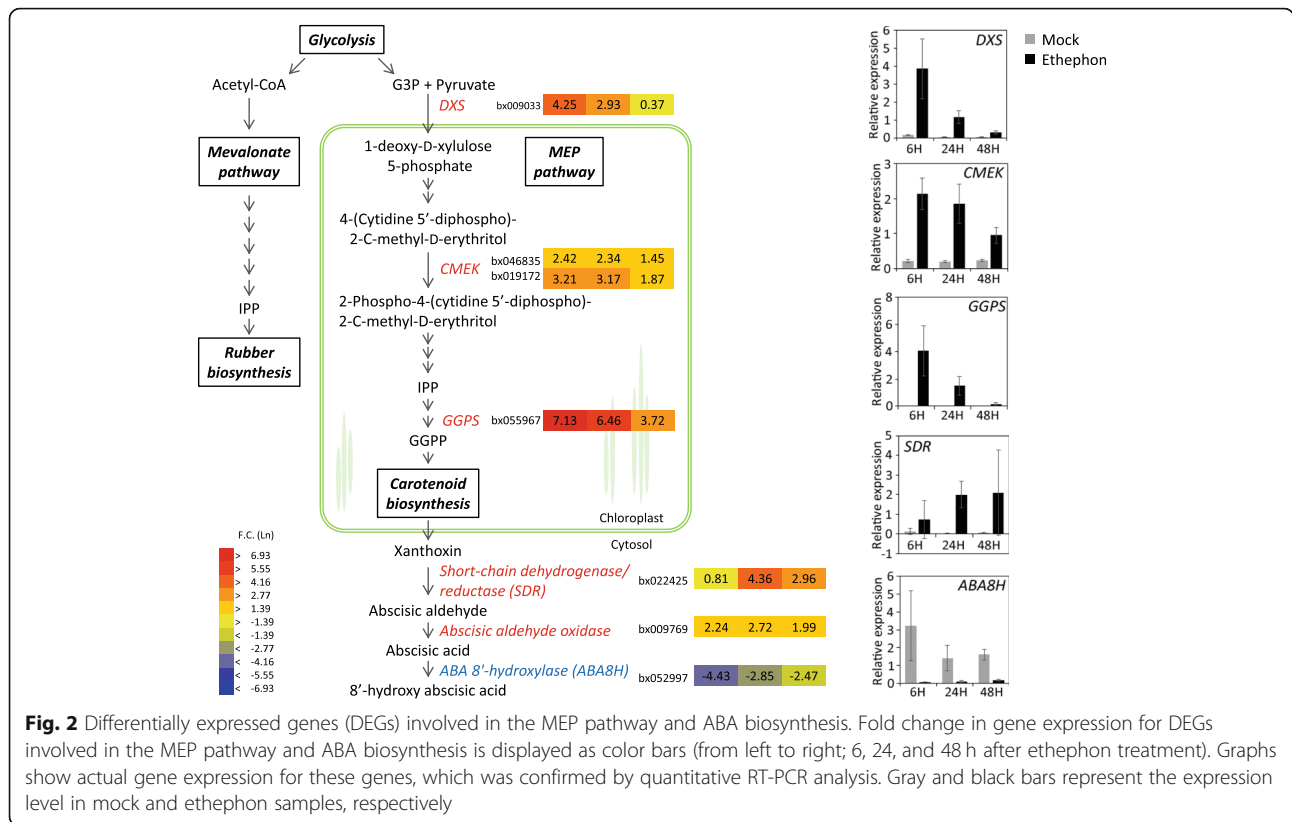 Glycolysis
Acetyl-CoA
G3P + Pyruvate
DXS bx009033 4.25 2.93 0.37
Mevalonate
pathway
1-deoxy-D-xylulose
5-phosphate
MEP
pathway
4-(Cytidine 5′-diphospho)-
2-C-methyl-D-erythritol
CMEK
bx046835 2.42 2.34 1.45
bx019172 3.21 3.17 1.87
2-Phospho-4-(cytidine 5′-diphospho)-
2-C-methyl-D-erythritol
IPP
Rubber
biosynthesis
IPP
GGPS bx055967 7.13 6.46 3.72
GGPP
Carotenoid
biosynthesis
Chloroplast
Cytosol
Xanthoxin
Short-chain dehydrogenase/
reductase (SDR)
bx022425 0.81 4.36 2.96
Abscisic aldehyde
Abscisic aldehyde oxidase bx009769 2.24 2.72 1.99
Abscisic acid
ABA 8'-hydroxylase (ABA8H) bx052997 -4.43 -2.85 -2.47
8′-hydroxy abscisic acid
F.C. (Ln)
> 6.93
> 5.55
> 4.16
> 2.77
> 1.39
> -1.39
< -1.39
< -2.77
< -4.16
< -5.55
< -6.93
Mock
Ethephon
DXS
Relative expression
6
5
4
3
2
1
0
6H 24H 48H
CMEK
Relative expression
3
2
1
0
6H 24H 48H
GGPS
Relative expression
8
6
4
2
0
6H 24H 48H
SDR
Relative expression
5
4
3
2
1
0
-1
6H 24H 48H
ABA8H
Relative expression
6
5
4
3
2
1
0
6H 24H 48H
Fig. 2 Differentially expressed genes (DEGs) involved in the MEP pathway and ABA biosynthesis. Fold change in gene expression for DEGs
involved in the MEP pathway and ABA biosynthesis is displayed as color bars (from left to right; 6, 24, and 48 h after ethephon treatment). Graphs
show actual gene expression for these genes, which was confirmed by quantitative RT-PCR analysis. Gray and black bars represent the expression
level in mock and ethephon samples, respectively